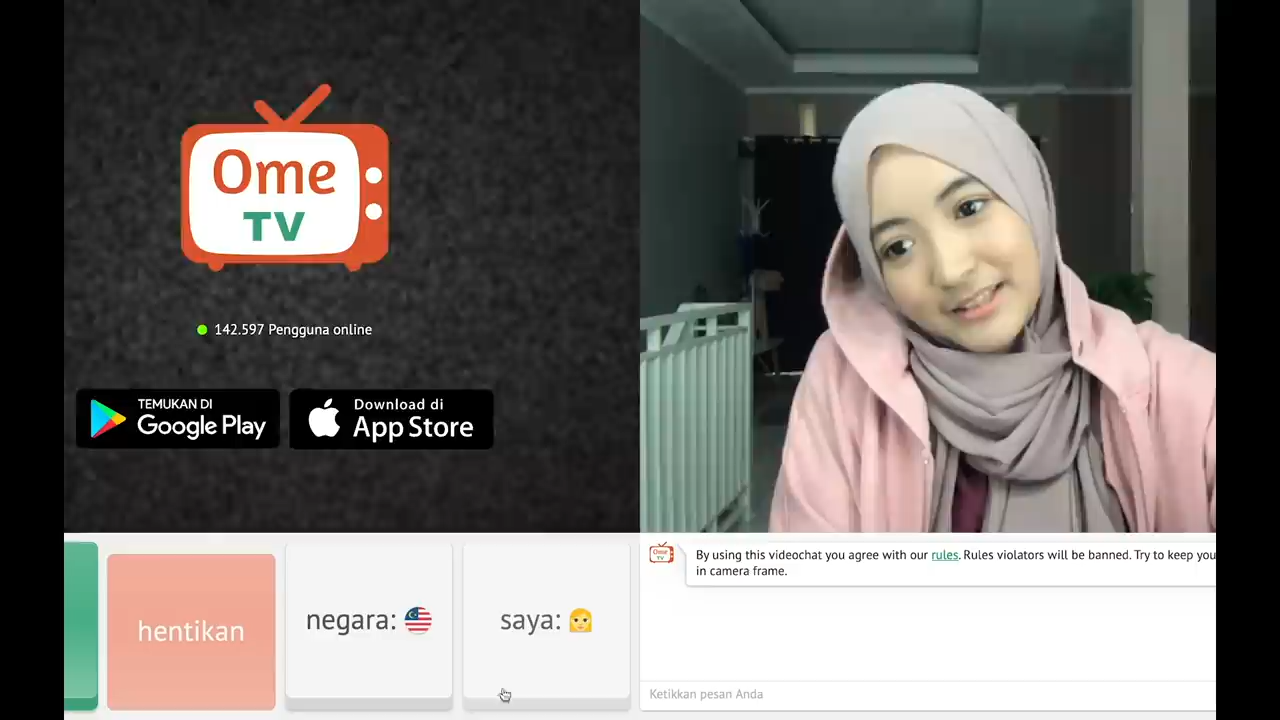 Ome
TV
142.597 Pengguna online
TEMUKAN DI
Google Play
Download di
App Store
hentikan
negara:
saya:
Ome
TV
By using this videochat you agree with our rules. Rules violators will be banned. Try to keep you
in camera frame.
Ketikkan pesan Anda